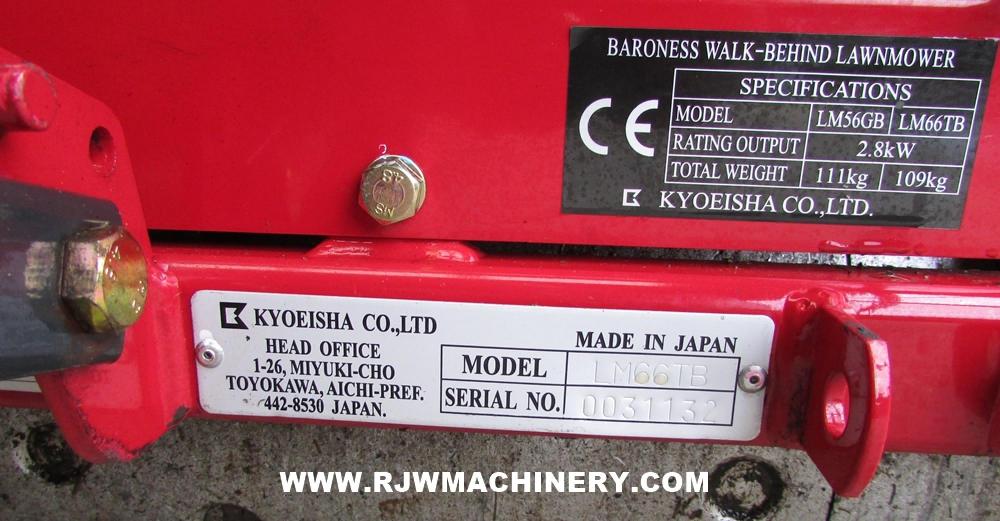 BARONESS WALK-BEHIND LAWNMOWER
SPECIFICATIONS
MODEL LM56GB LM66TB
RATING OUTPUT 2.8kW
TOTAL WEIGHT 111kg 109kg
CE
KYOEISHA CO.,LTD.
KYOEISHA CO.,LTD
HEAD OFFICE
1-26, MIYUKI-CHO
TOYOKAWA, AICHI-PREF.
442-8530 JAPAN.
MADE IN JAPAN
MODEL LM66TB
SERIAL NO. 0031132
WWW.RJWMACHINERY.COM